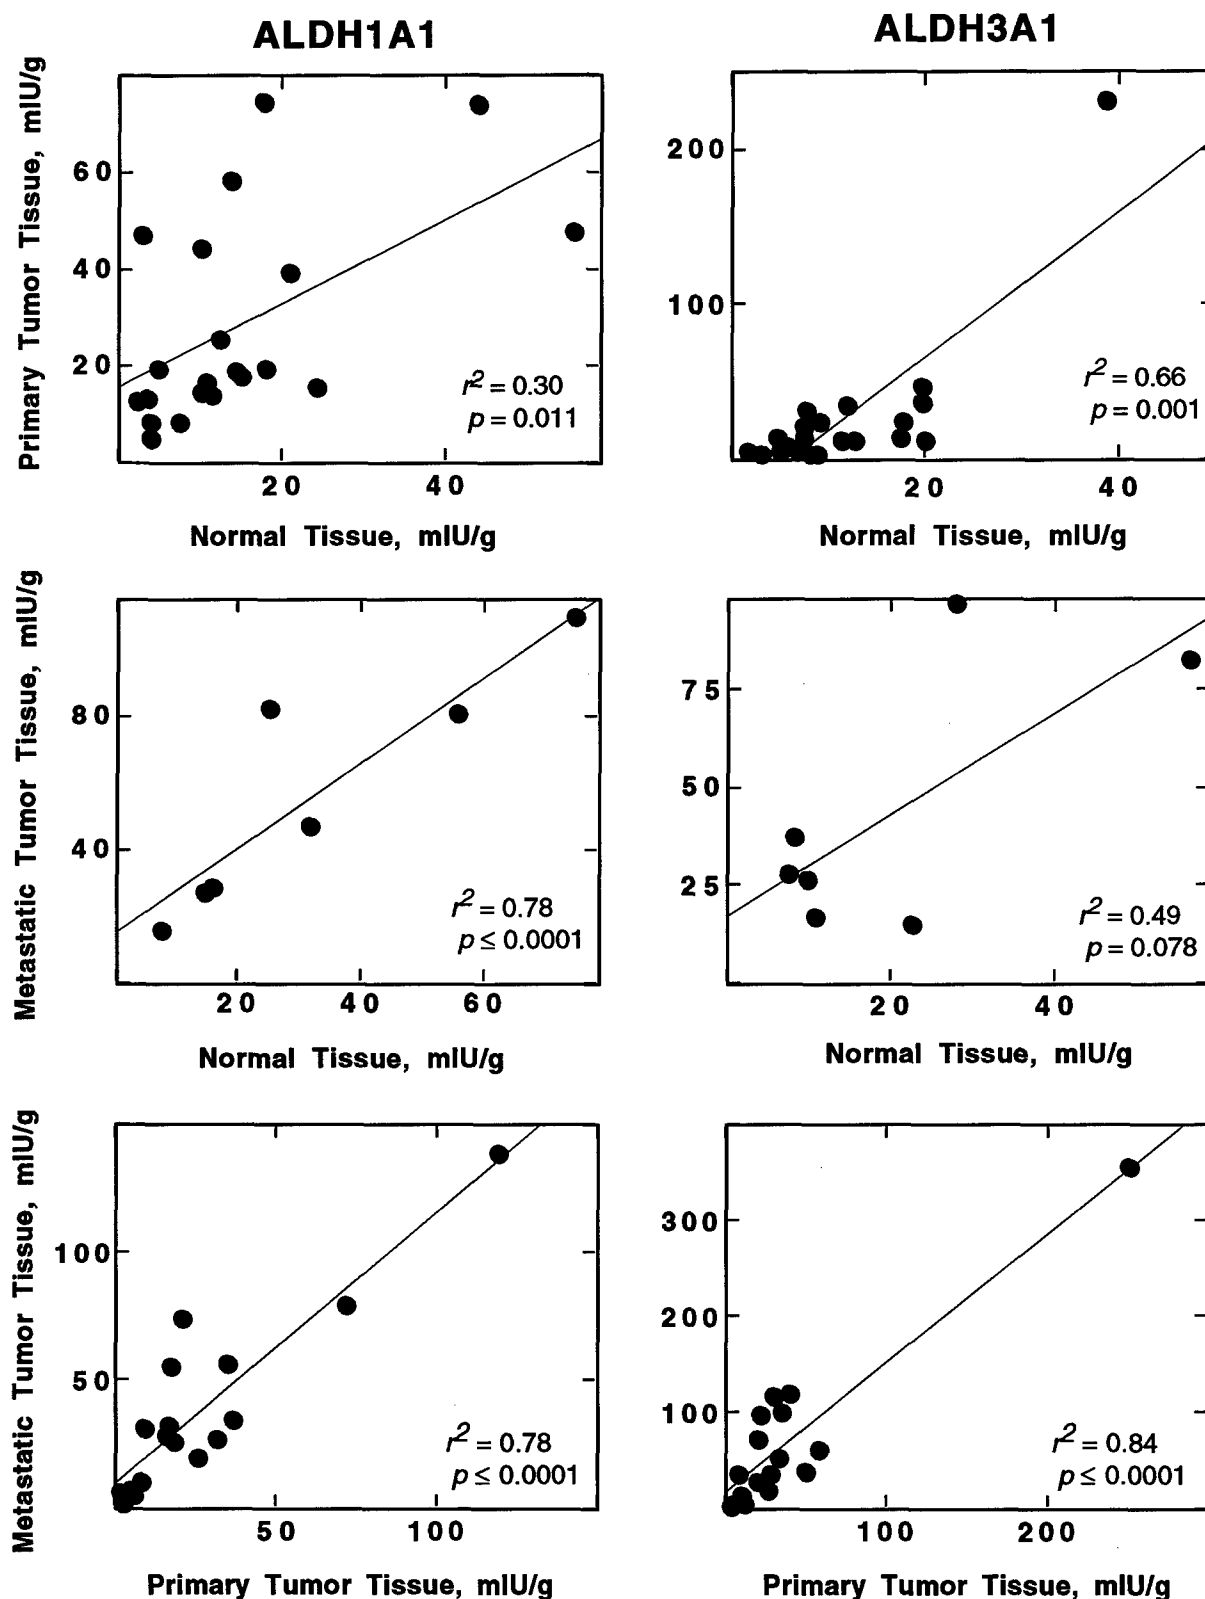 ALDH1A1
ALDH3A1
Primary Tumor Tissue, mIU/g
60
40
20
r² = 0.30
p = 0.011
20 40
Normal Tissue, mIU/g
200
100
r² = 0.66
p = 0.001
20 40
Normal Tissue, mIU/g
Metastatic Tumor Tissue, mIU/g
80
40
r² = 0.78
p ≤ 0.0001
20 40 60
Normal Tissue, mIU/g
75
50
25
r² = 0.49
p = 0.078
20 40
Normal Tissue, mIU/g
Metastatic Tumor Tissue, mIU/g
100
50
r² = 0.78
p ≤ 0.0001
50 100
Primary Tumor Tissue, mIU/g
300
200
100
r² = 0.84
p ≤ 0.0001
100 200
Primary Tumor Tissue, mIU/g